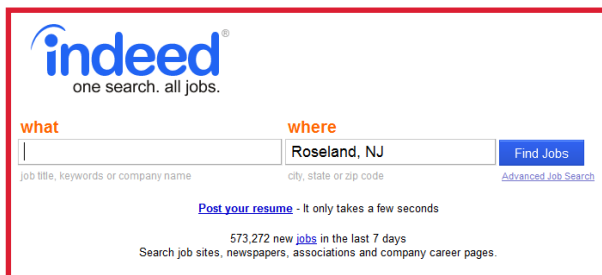 indeed®
one search. all jobs.
what where
Roseland, NJ Find Jobs
job title, keywords or company name city, state or zip code Advanced Job Search
Post your resume - It only takes a few seconds
573,272 new jobs in the last 7 days
Search job sites, newspapers, associations and company career pages.